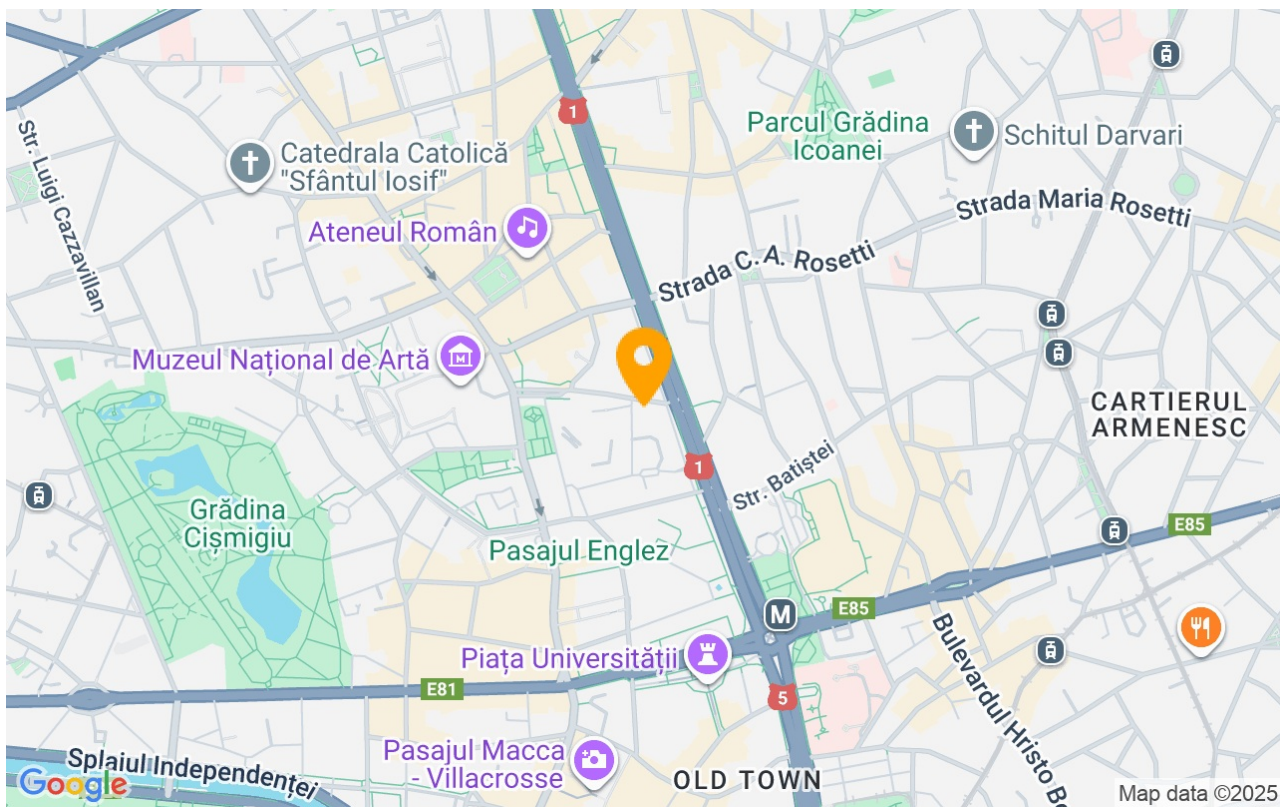 1
Parcul Grădina
Icoanei
Schitul Darvari
Str. Luigi Cazzavillan
Catedrala Catolică
"Sfântul Iosif"
Strada Maria Rosetti
Ateneul Român
Strada C. A. Rosetti
Muzeul Național de Artă
M
CARTIERUL
ARMENESC
1
Str. Batiștei
Grădina
Cișmigiu
Pasajul Englez
E85
M
E85
Piața Universității
Bulevardul Hristo Bo
E81
5
Pasajul Macca
- Villacrosse
Splaiul Independenței
OLD TOWN
Google
Map data ©2025